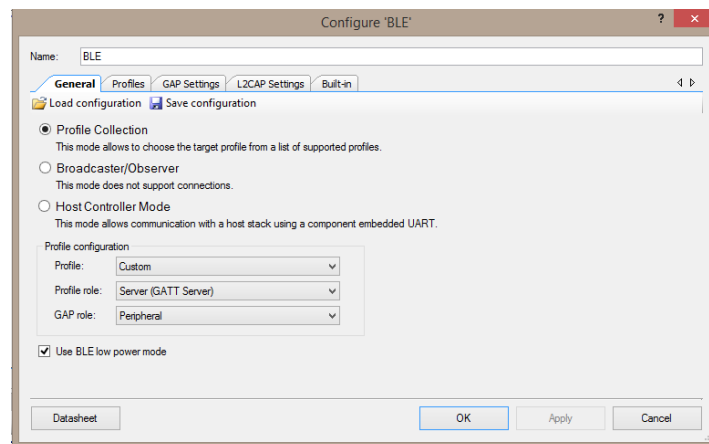 Configure 'BLE'
? ×
Name: BLE
General Profiles GAP Settings L2CAP Settings Built-in
Load configuration Save configuration
Profile Collection
This mode allows to choose the target profile from a list of supported profiles.
Broadcaster/Observer
This mode does not support connections.
Host Controller Mode
This mode allows communication with a host stack using a component embedded UART.
Profile configuration
Profile: Custom
Profile role: Server (GATT Server)
GAP role: Peripheral
Use BLE low power mode
Datasheet OK Apply Cancel